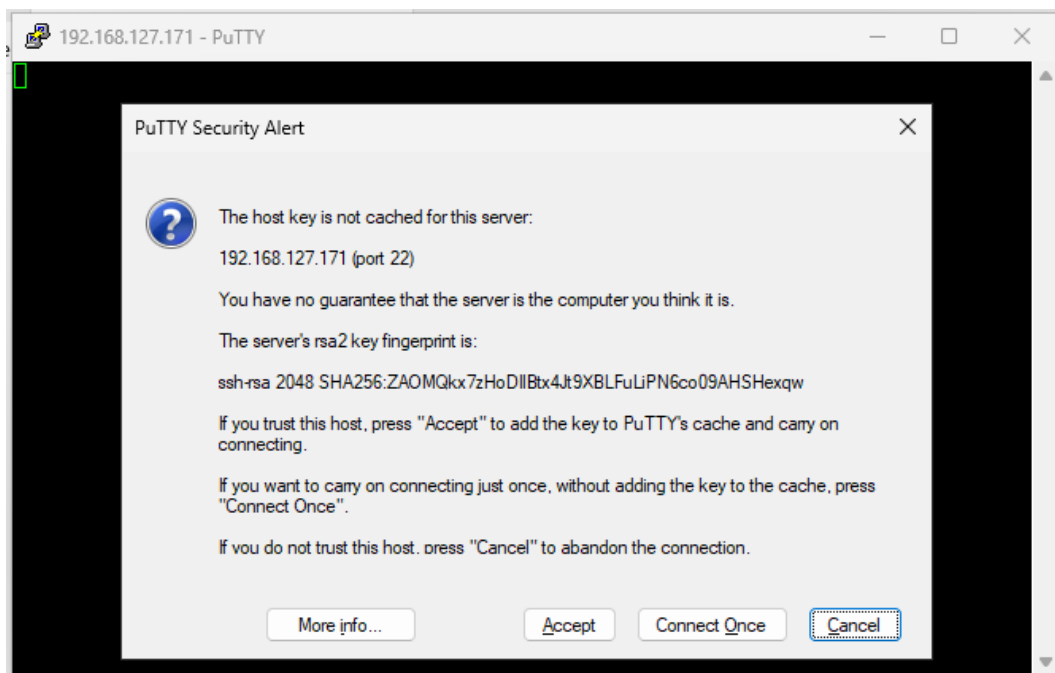 192.168.127.171 - PuTTY
PuTTY Security Alert
The host key is not cached for this server:
192.168.127.171 (port 22)
You have no guarantee that the server is the computer you think it is.
The server's rsa2 key fingerprint is:
ssh-rsa 2048 SHA256:ZAOMQkx7zHoDIlBtx4Jt9XBLFuLiPN6co09AHSHexqw
If you trust this host, press "Accept" to add the key to PuTTY's cache and carry on
connecting.
If you want to carry on connecting just once, without adding the key to the cache, press
"Connect Once".
If you do not trust this host, press "Cancel" to abandon the connection.
More info...
Accept
Connect Once
Cancel